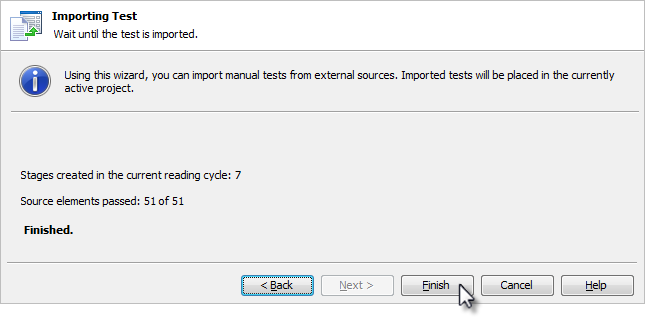 Importing Test
Wait until the test is imported.
Using this wizard, you can import manual tests from external sources. Imported tests will be placed in the currently
active project.
Stages created in the current reading cycle: 7
Source elements passed: 51 of 51
Finished.
< Back
Next >
Finish
Cancel
Help